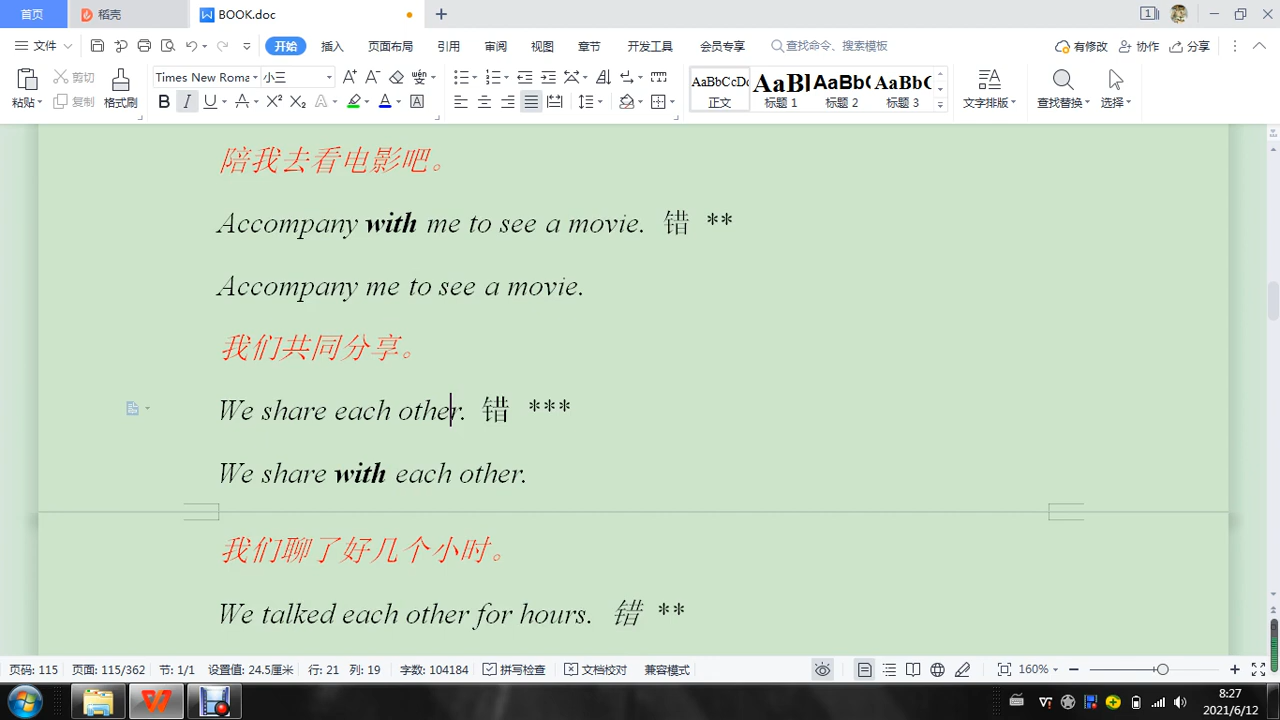 首页 稻壳 BOOK.doc
文件 开始 插入 页面布局 引用 审阅 视图 章节 开发工具 会员专享 查找命令、搜索模板 有修改 协作 分享
粘贴 剪切 复制 格式刷 Times New Roma 小三 AaBbCcDd 正文 AaBl 标题 1 AaBb( 标题 2 AaBbC 标题 3 文字排版 查找替换 选择
陪我去看电影吧。
Accompany with me to see a movie. 错 **
Accompany me to see a movie.
我们共同分享。
We share each other. 错 ***
We share with each other.
我们聊了好几个小时。
We talked each other for hours. 错 **
页码: 115 页面: 115/362 节: 1/1 设置值: 24.5厘米 行: 21 列: 19 字数: 104184 拼写检查 文档校对 兼容模式 160%
8:27
2021/6/12